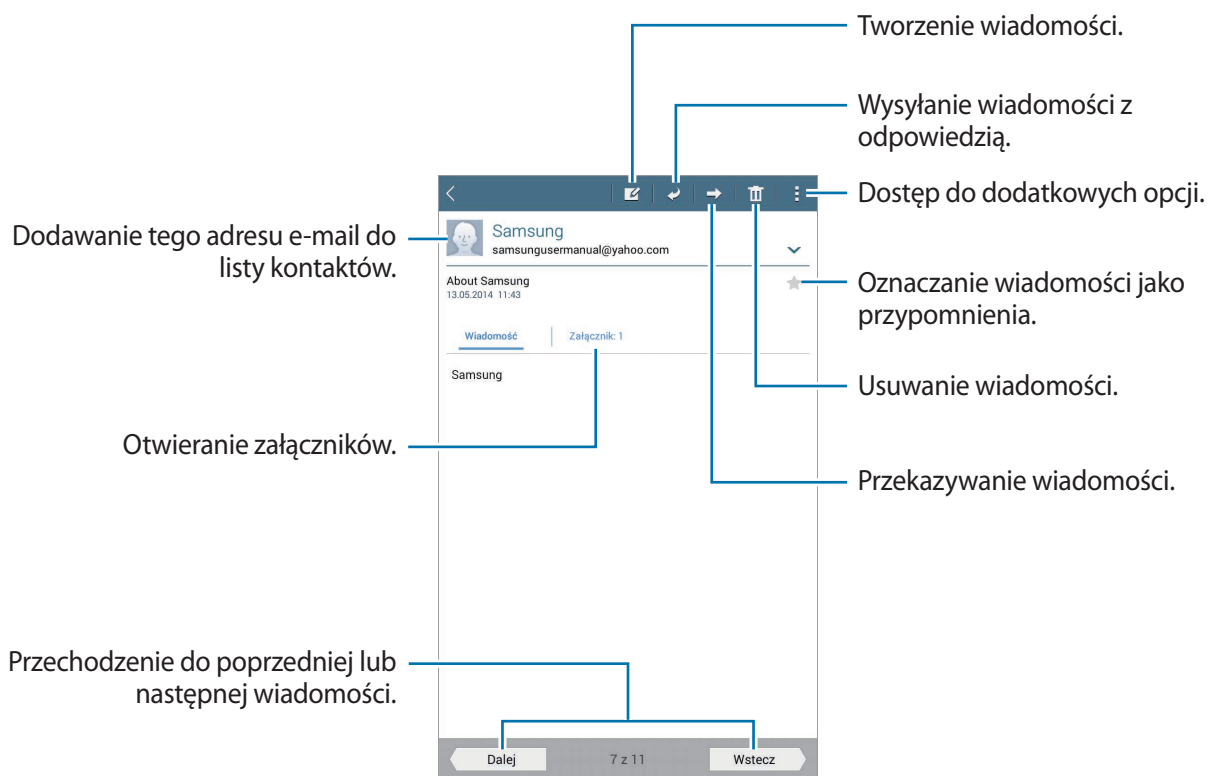 Tworzenie wiadomości.
Wysyłanie wiadomości z
odpowiedzią.
Dostęp do dodatkowych opcji.
Dodawanie tego adresu e-mail do
listy kontaktów.
Samsung
samsungusermanual@yahoo.com
About Samsung
13.05.2014 11:43
Oznaczanie wiadomości jako
przypomnienia.
Wiadomość
Załącznik: 1
Samsung
Usuwanie wiadomości.
Otwieranie załączników.
Przekazywanie wiadomości.
Przechodzenie do poprzedniej lub
następnej wiadomości.
Dalej
7 z 11
Wstecz